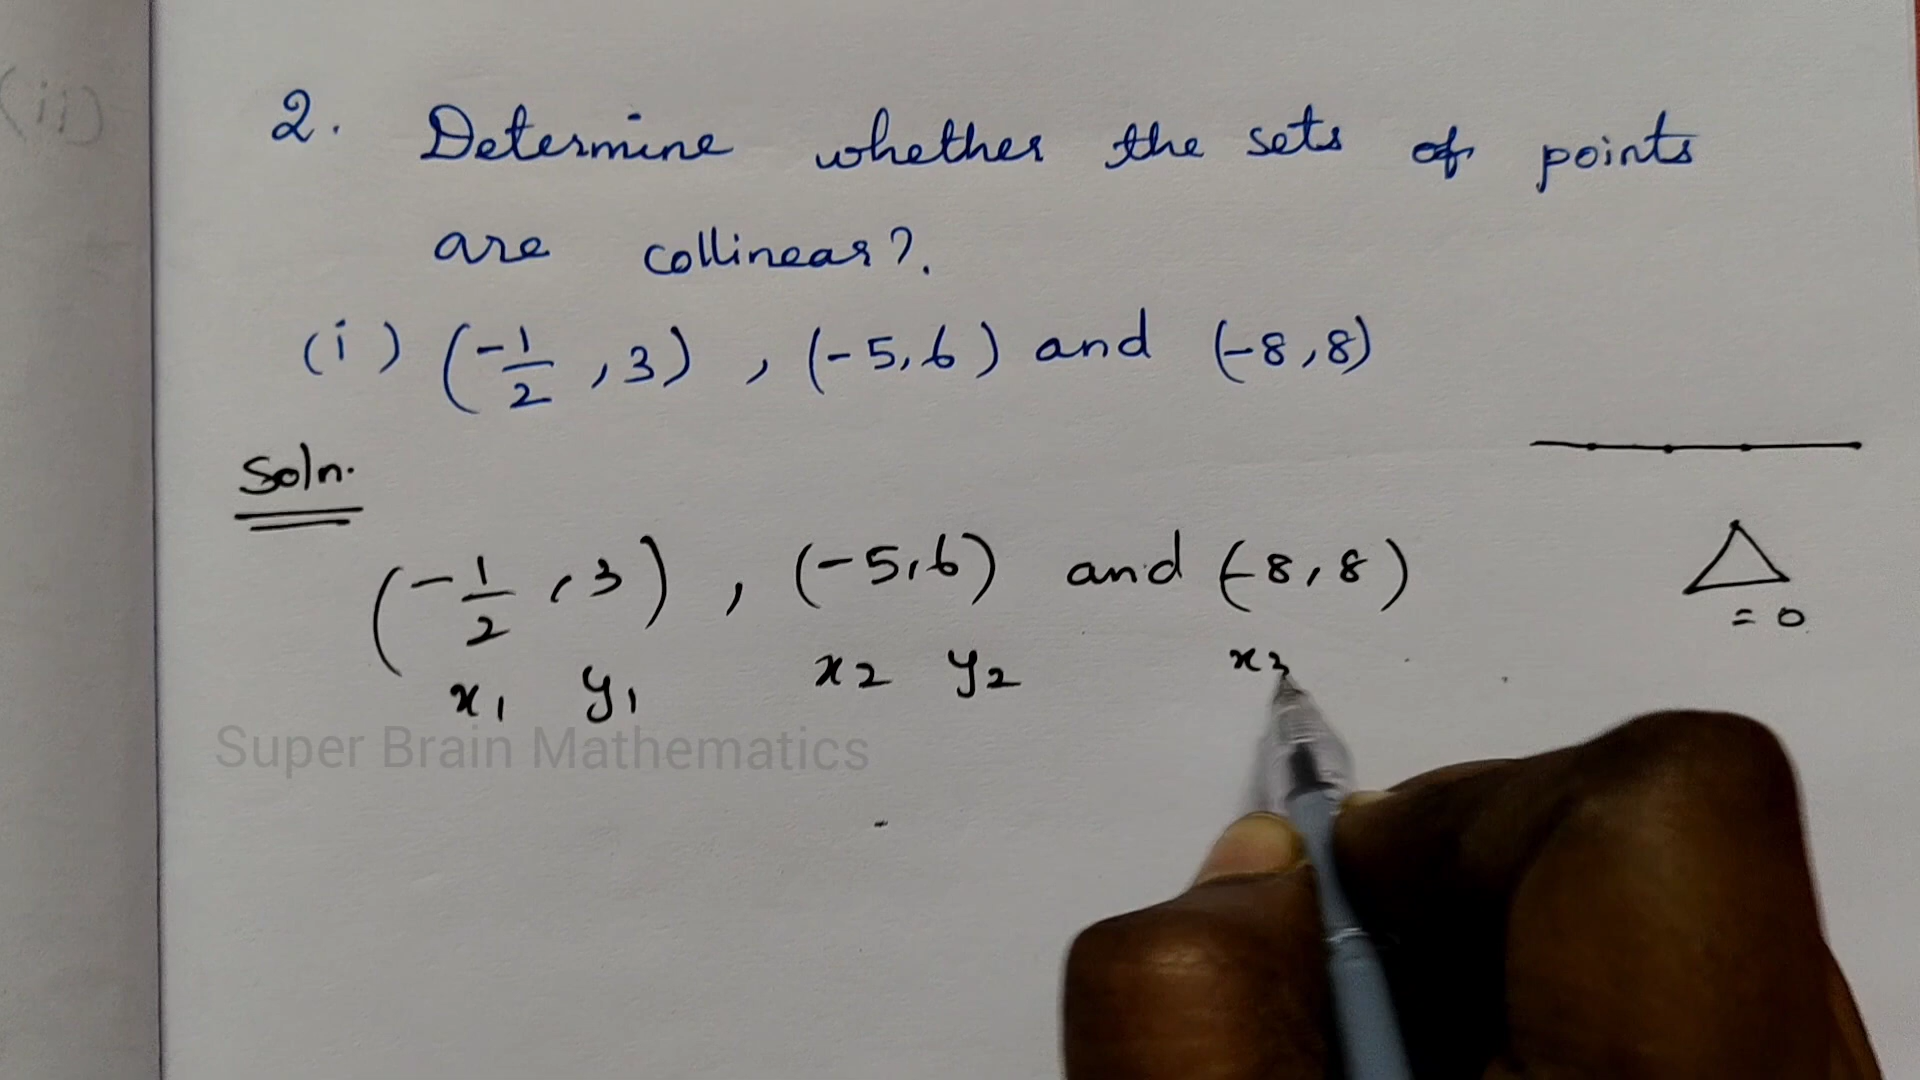 (ii)
2. Determine whether the sets of points
are collinear?.
(i) (-1/2, 3), (-5, 6) and (-8, 8)
Soln.
(-1/2, 3), (-5, 6) and (-8, 8)
x1 y1 x2 y2 x3
△
= 0
Super Brain Mathematics